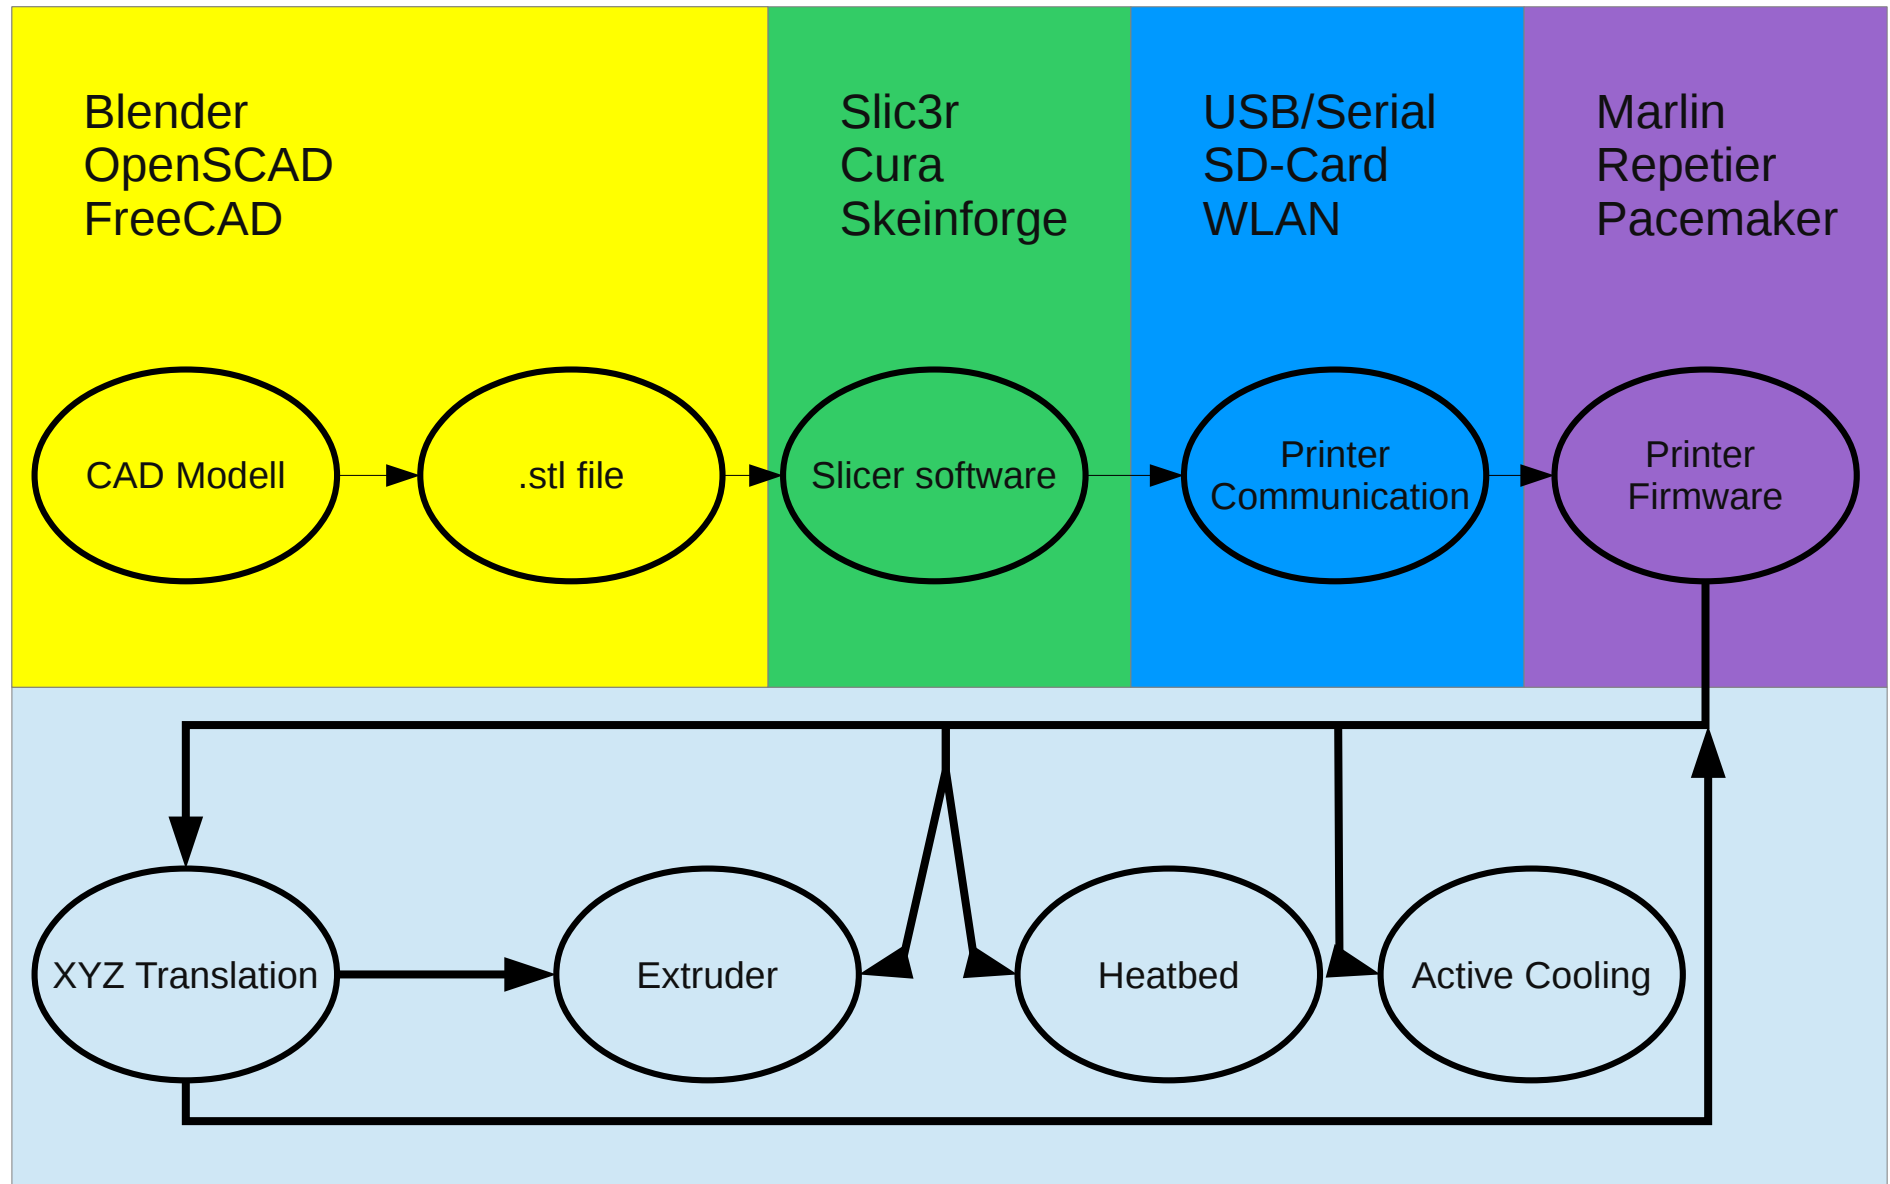 Blender
OpenSCAD
FreeCAD
Slic3r
Cura
Skeinforge
USB/Serial
SD-Card
WLAN
Marlin
Repetier
Pacemaker
CAD Modell
.stl file
Slicer software
Printer
Communication
Printer
Firmware
XYZ Translation
Extruder
Heatbed
Active Cooling